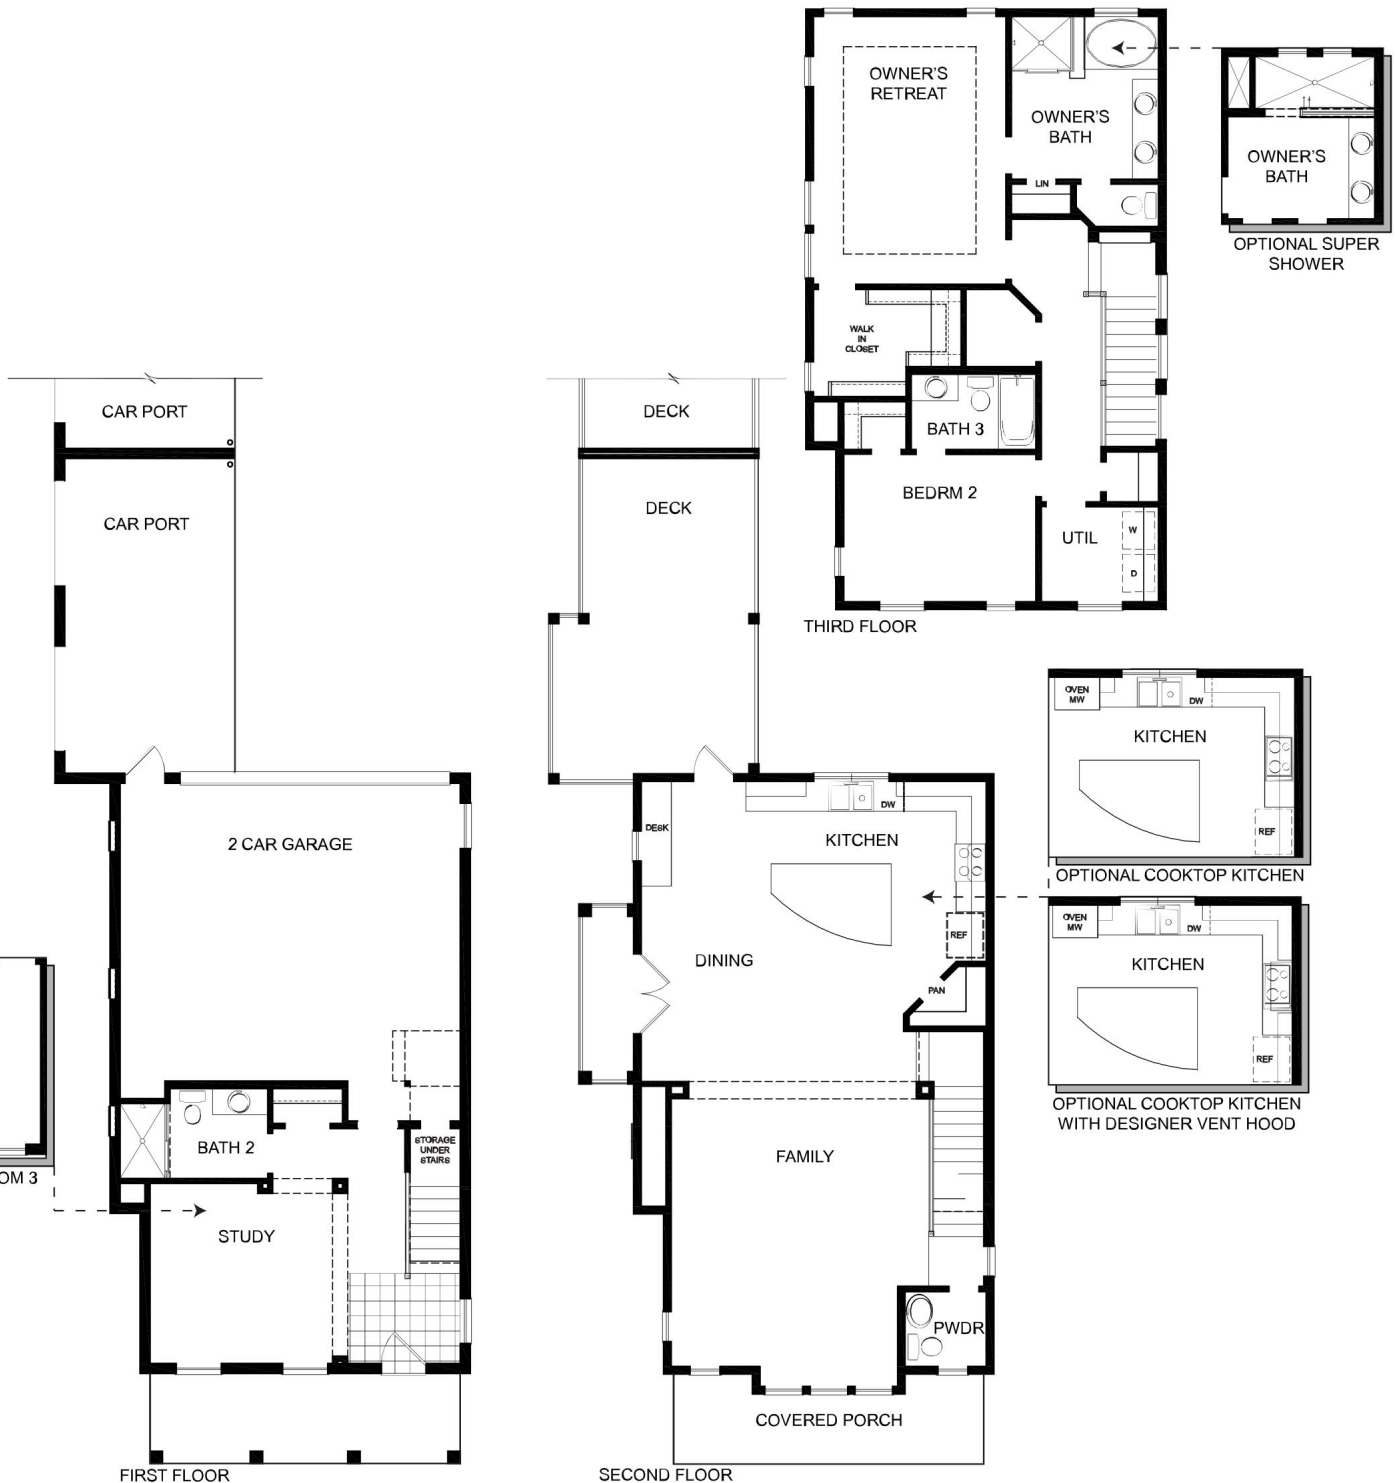 OWNER'S
RETREAT
OWNER'S
BATH
LIN
WALK
IN
CLOSET
BATH 3
BEDRM 2
UTIL
W
D
THIRD FLOOR
OWNER'S
BATH
OPTIONAL SUPER
SHOWER
CAR PORT
CAR PORT
2 CAR GARAGE
BATH 2
STORAGE
UNDER
STAIRS
STUDY
OM 3
FIRST FLOOR
DECK
DECK
DESK
DW
KITCHEN
REF
DINING
PAN
FAMILY
PWDR
COVERED PORCH
SECOND FLOOR
OVEN
MW
DW
KITCHEN
REF
OPTIONAL COOKTOP KITCHEN
OVEN
MW
DW
KITCHEN
REF
OPTIONAL COOKTOP KITCHEN
WITH DESIGNER VENT HOOD